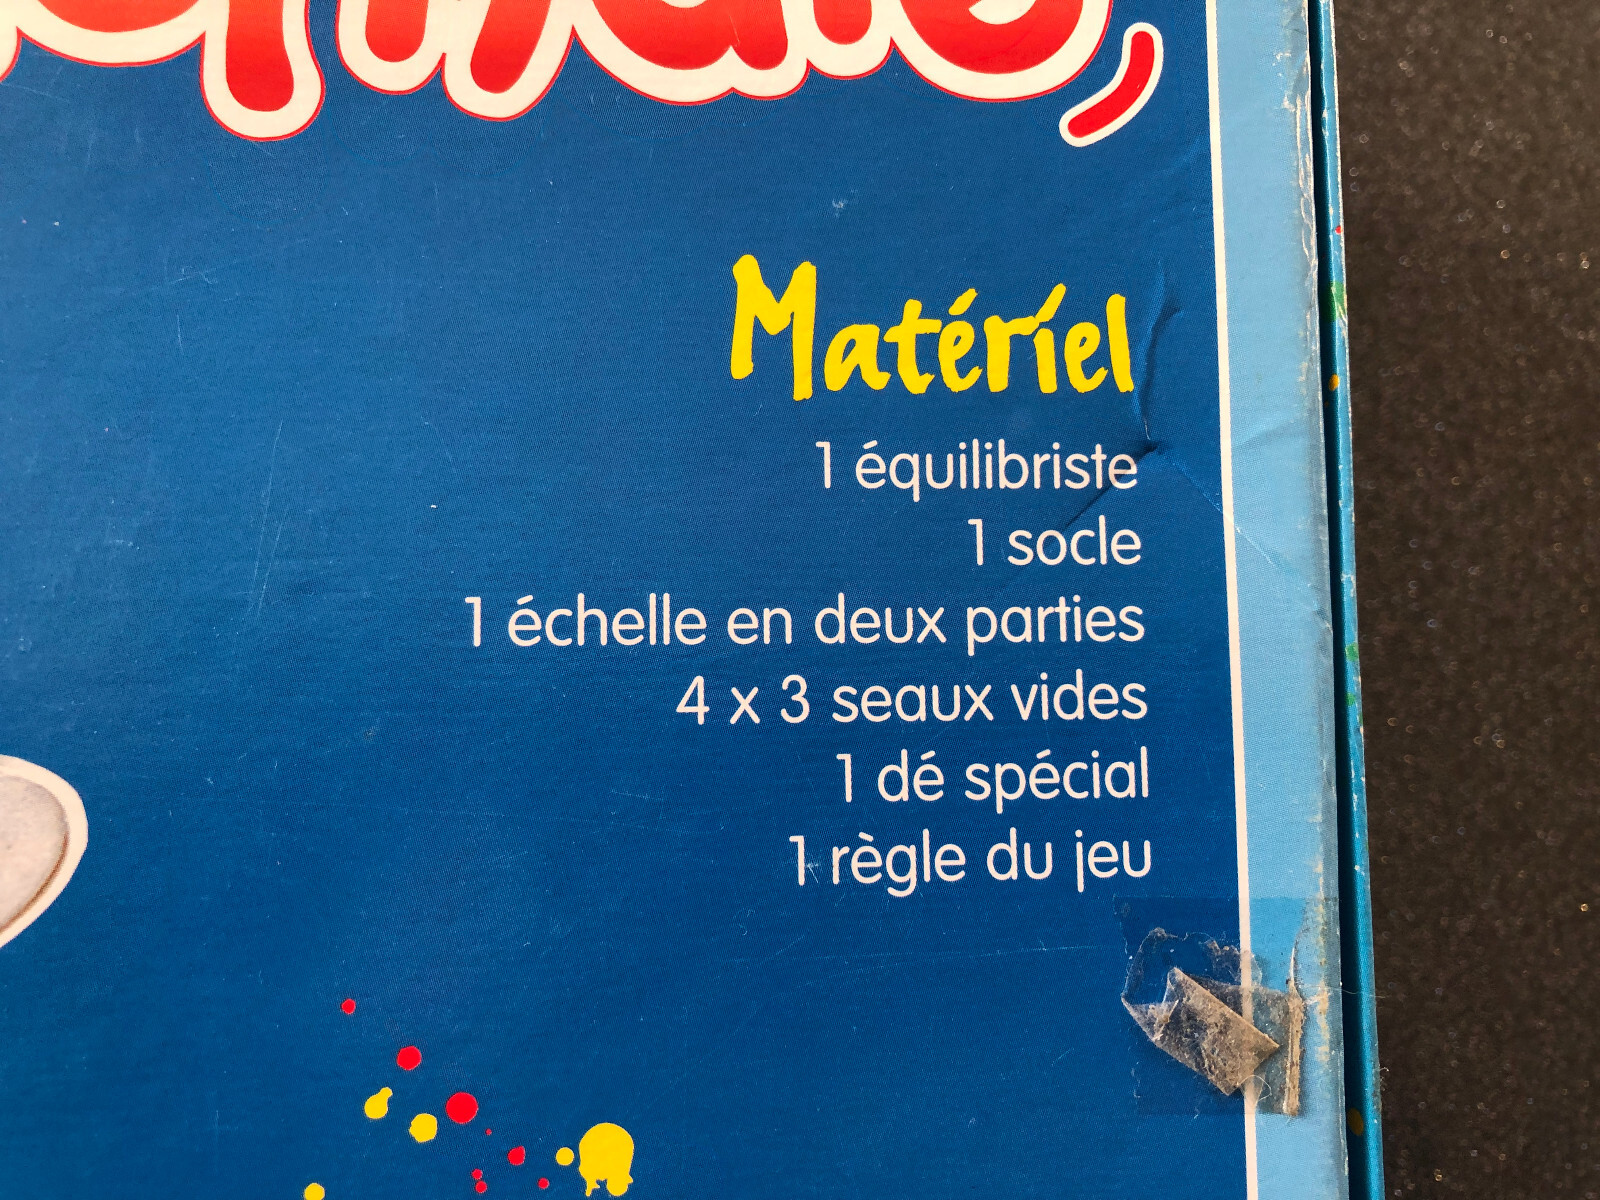 Matériel
1 équilibriste
1 socle
1 échelle en deux parties
4 x 3 seaux vides
1 dé spécial
1 règle du jeu